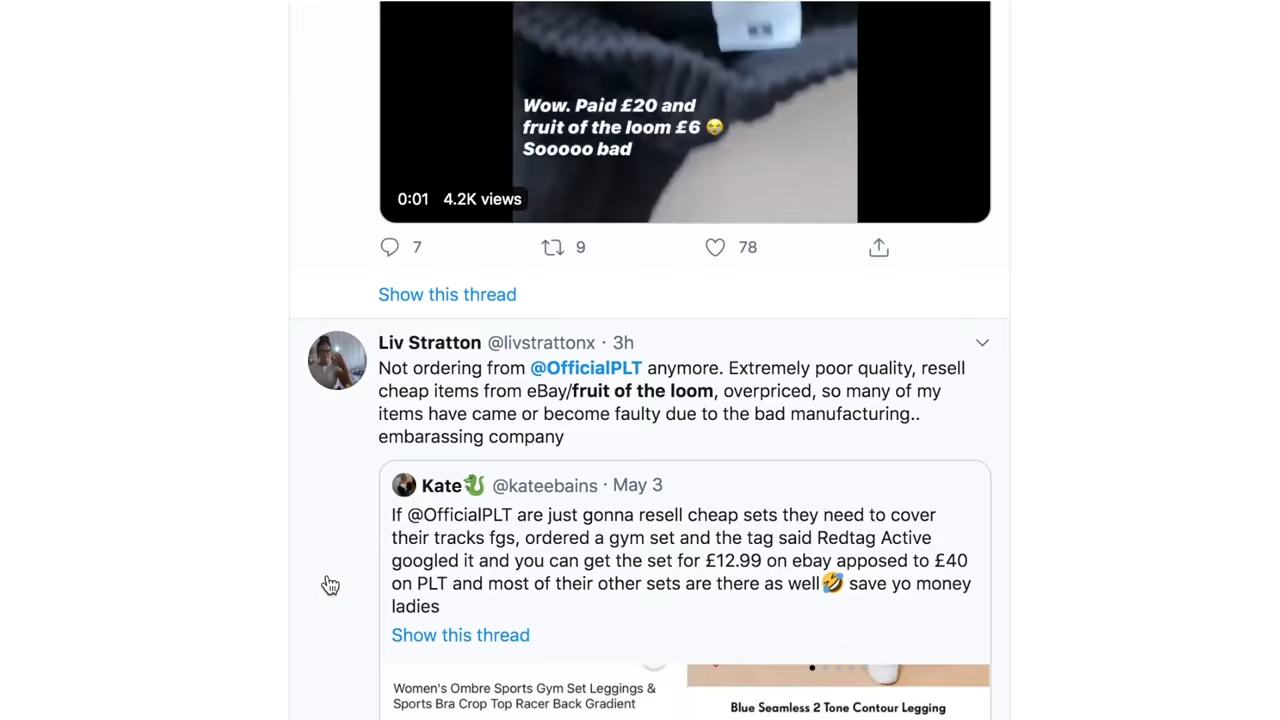 Wow. Paid £20 and
fruit of the loom £6 😭
Sooooo bad
0:01 4.2K views
7 9 78
Show this thread
Liv Stratton @livstrattonx · 3h
Not ordering from @OfficialPLT anymore. Extremely poor quality, resell
cheap items from eBay/fruit of the loom, overpriced, so many of my
items have came or become faulty due to the bad manufacturing..
embarassing company
Kate🐉 @kateebains · May 3
If @OfficialPLT are just gonna resell cheap sets they need to cover
their tracks fgs, ordered a gym set and the tag said Redtag Active
googled it and you can get the set for £12.99 on ebay apposed to £40
on PLT and most of their other sets are there as well🤣 save yo money
ladies
Show this thread
Women's Ombre Sports Gym Set Leggings &
Sports Bra Crop Top Racer Back Gradient
Blue Seamless 2 Tone Contour Legging